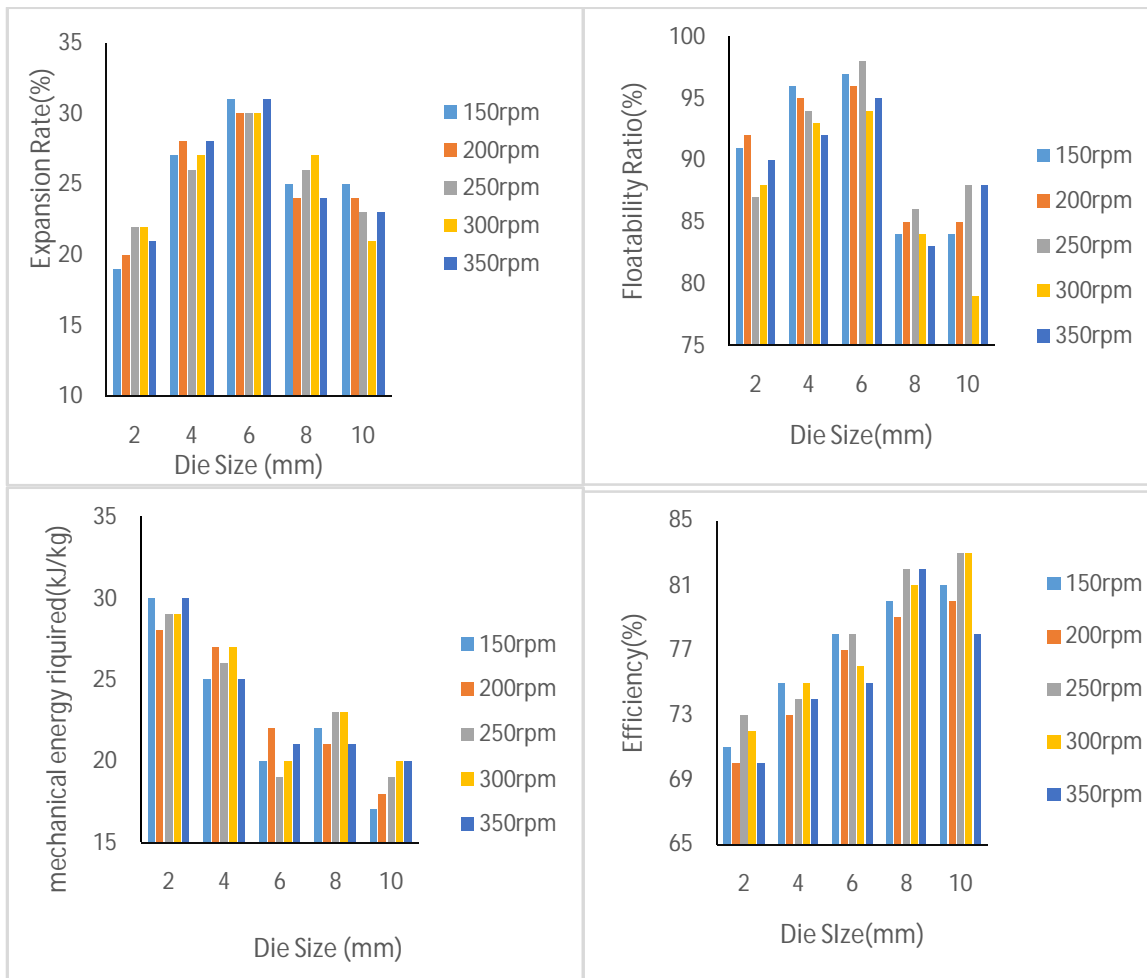 35
30
25
20
15
10
Expansion Rate(%)
2 4 6 8 10
Die Size (mm)
150rpm
200rpm
250rpm
300rpm
350rpm
100
95
90
85
80
75
Floatability Ratio(%)
2 4 6 8 10
Die Size(mm)
150rpm
200rpm
250rpm
300rpm
350rpm
35
30
25
20
15
mechanical energy riquired(kJ/kg)
2 4 6 8 10
Die Size (mm)
150rpm
200rpm
250rpm
300rpm
350rpm
85
81
77
73
69
65
Efficiency(%)
2 4 6 8 10
Die SIze(mm)
150rpm
200rpm
250rpm
300rpm
350rpm